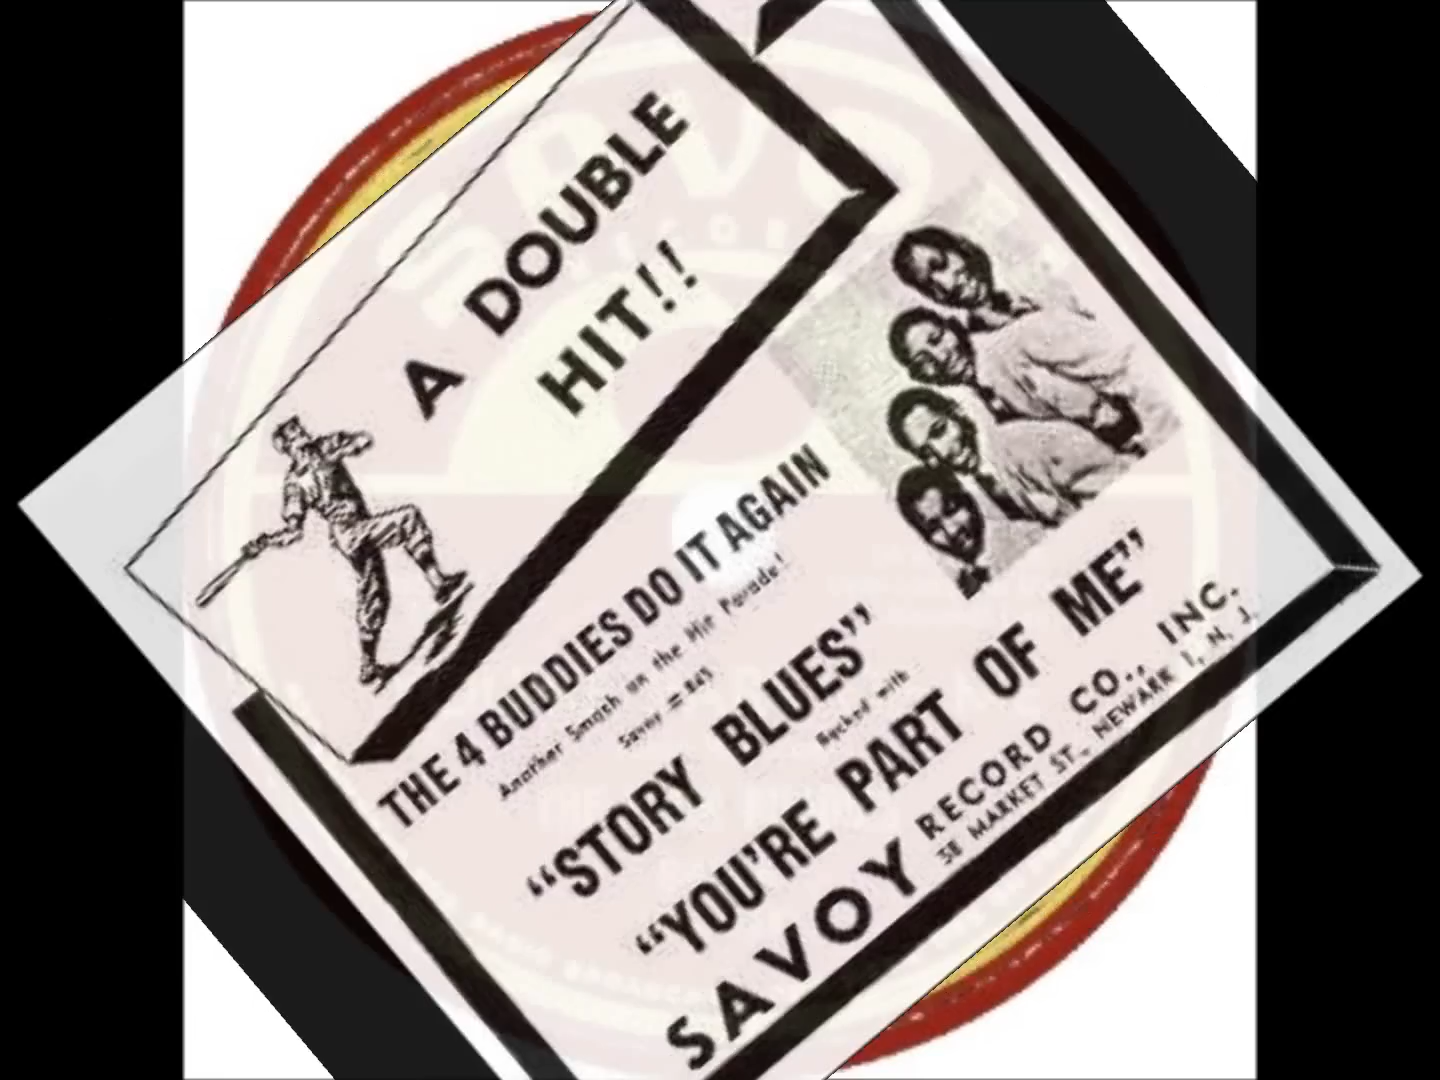 A DOUBLE
HIT!!
THE 4 BUDDIES DO IT AGAIN
Another Smash on the Hit Parade!
Savoy # 845
"STORY BLUES"
Backed with
"YOU'RE PART OF ME"
SAVOY RECORD CO., INC.
58 MARKET ST., NEWARK 1, N. J.